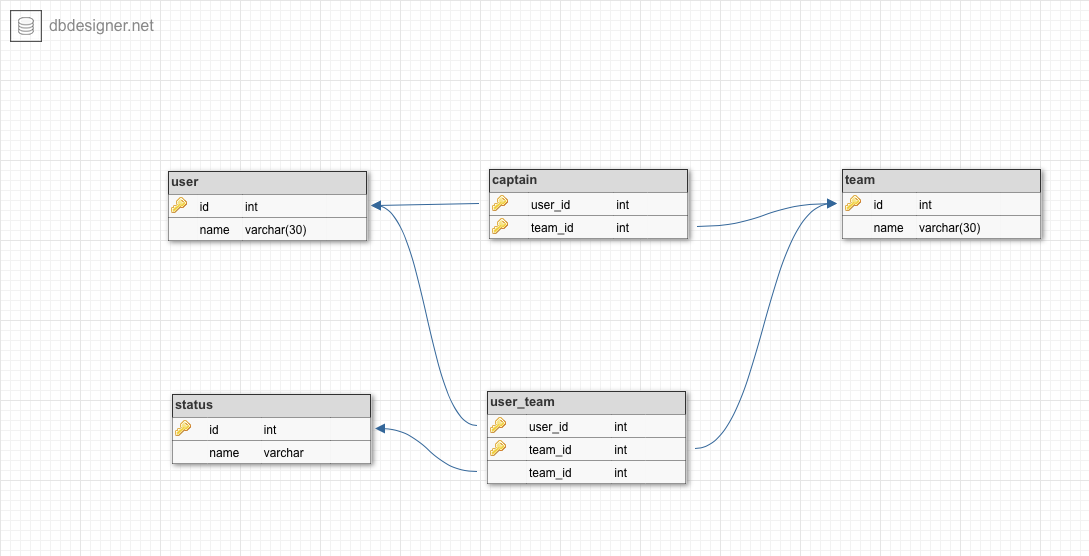 dbdesigner.net
user
id int
name varchar(30)
captain
user_id int
team_id int
team
id int
name varchar(30)
status
id int
name varchar
user_team
user_id int
team_id int
team_id int